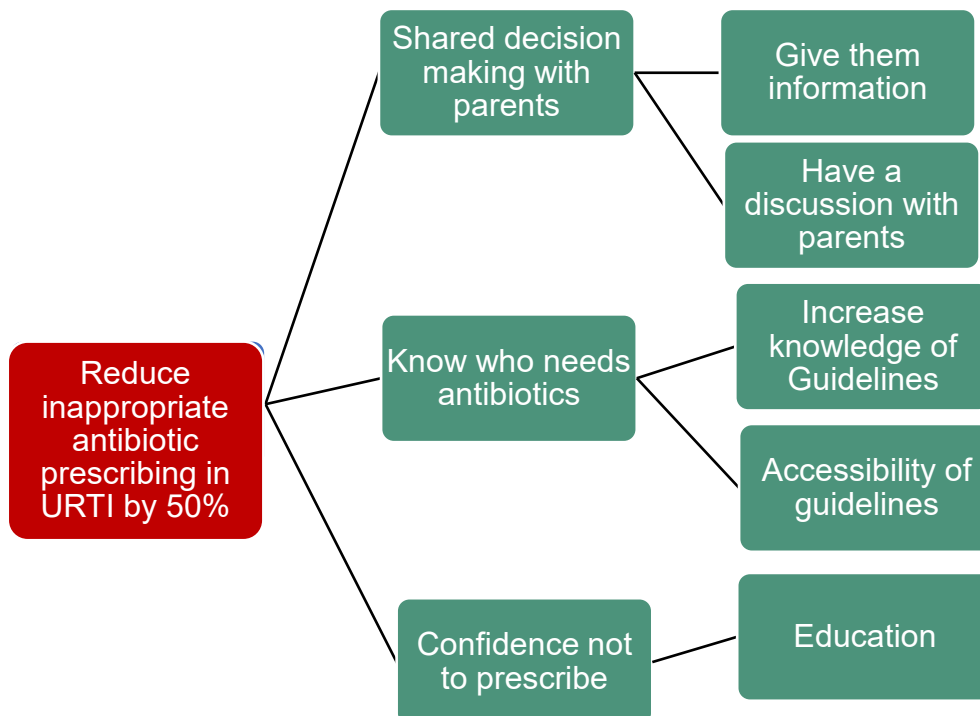 Shared decision
making with
parents
Give them
information
Have a
discussion with
parents
Reduce
inappropriate
antibiotic
prescribing in
URTI by 50%
Know who needs
antibiotics
Increase
knowledge of
Guidelines
Accessibility of
guidelines
Confidence not
to prescribe
Education